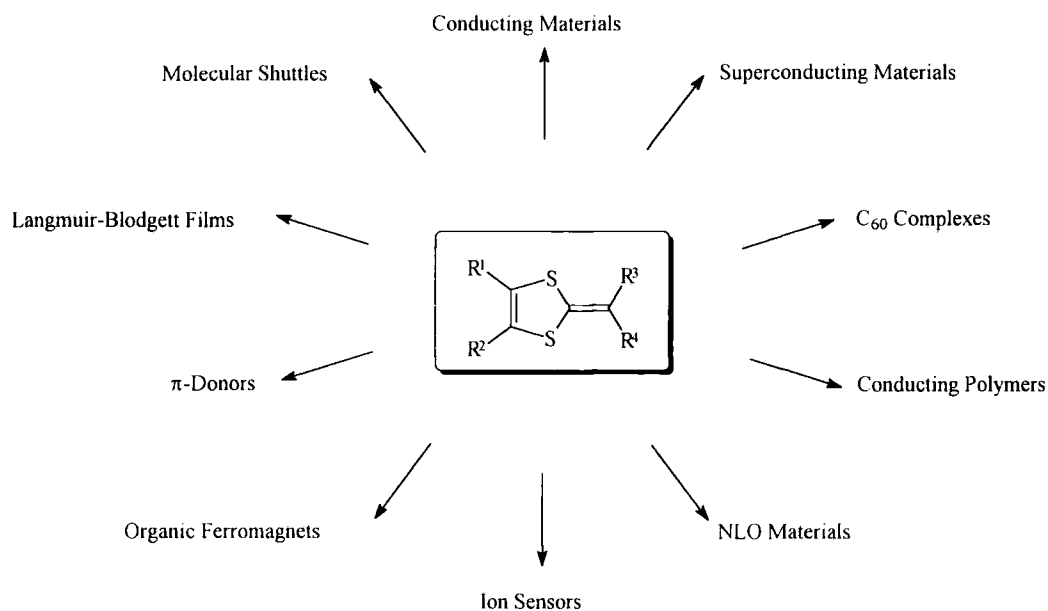 Conducting Materials
Molecular Shuttles
Superconducting Materials
Langmuir-Blodgett Films
C₆₀ Complexes
R¹
S
R³
R²
S
R⁴
π-Donors
Conducting Polymers
Organic Ferromagnets
NLO Materials
Ion Sensors